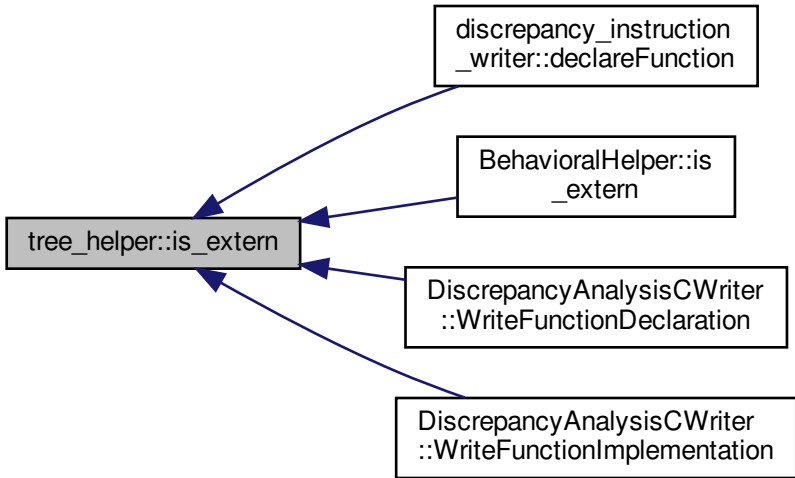 discrepancy_instruction
_writer::declareFunction
BehavioralHelper::is
_extern
tree_helper::is_extern
DiscrepancyAnalysisCWriter
::WriteFunctionDeclaration
DiscrepancyAnalysisCWriter
::WriteFunctionImplementation